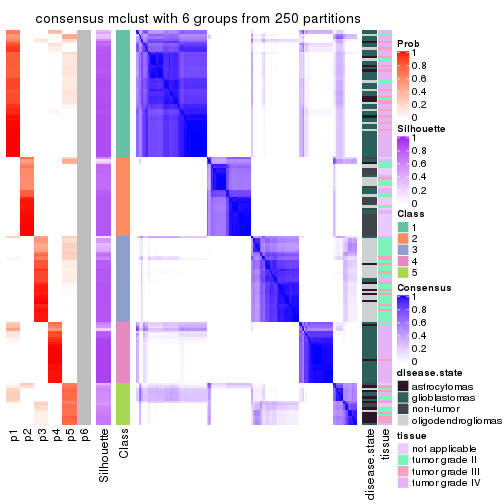 consensus mclust with 6 groups from 250 partitions
Prob
1
0.8
0.6
0.4
0.2
0
Silhouette
1
0.8
0.6
0.4
0.2
0
Class
1
2
3
4
5
Consensus
1
0.8
0.6
0.4
0.2
0
disease.state
astrocytomas
glioblastomas
non-tumor
oligodendrogliomas
tissue
not applicable
tumor grade II
tumor grade III
tumor grade IV
p1
p2
p3
p4
p5
p6
Silhouette
Class
disease.state
tissue